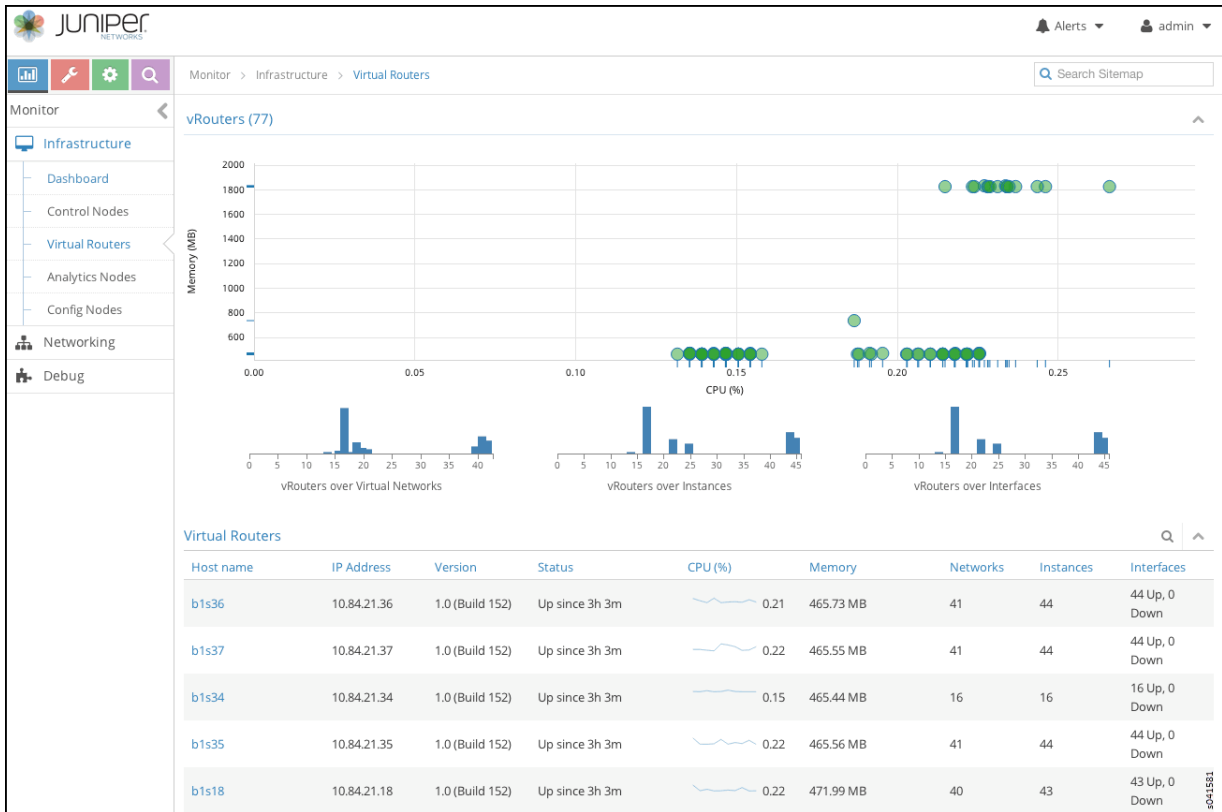 JUNIPER
NETWORKS
Alerts
admin
Monitor > Infrastructure > Virtual Routers
Search Sitemap
Monitor
Infrastructure
Dashboard
Control Nodes
Virtual Routers
Analytics Nodes
Config Nodes
Networking
Debug
vRouters (77)
Memory (MB)
2000
1800
1600
1400
1200
1000
800
600
0.00 0.05 0.10 0.15 0.20 0.25
CPU (%)
0 5 10 15 20 25 30 35 40
vRouters over Virtual Networks
0 5 10 15 20 25 30 35 40 45
vRouters over Instances
0 5 10 15 20 25 30 35 40 45
vRouters over Interfaces
Virtual Routers
Host name IP Address Version Status CPU (%) Memory Networks Instances Interfaces
b1s36 10.84.21.36 1.0 (Build 152) Up since 3h 3m 0.21 465.73 MB 41 44 44 Up, 0
Down
b1s37 10.84.21.37 1.0 (Build 152) Up since 3h 3m 0.22 465.55 MB 41 44 44 Up, 0
Down
b1s34 10.84.21.34 1.0 (Build 152) Up since 3h 3m 0.15 465.44 MB 16 16 16 Up, 0
Down
b1s35 10.84.21.35 1.0 (Build 152) Up since 3h 3m 0.22 465.56 MB 41 44 44 Up, 0
Down
b1s18 10.84.21.18 1.0 (Build 152) Up since 3h 3m 0.22 471.99 MB 40 43 43 Up, 0
Down
s041581